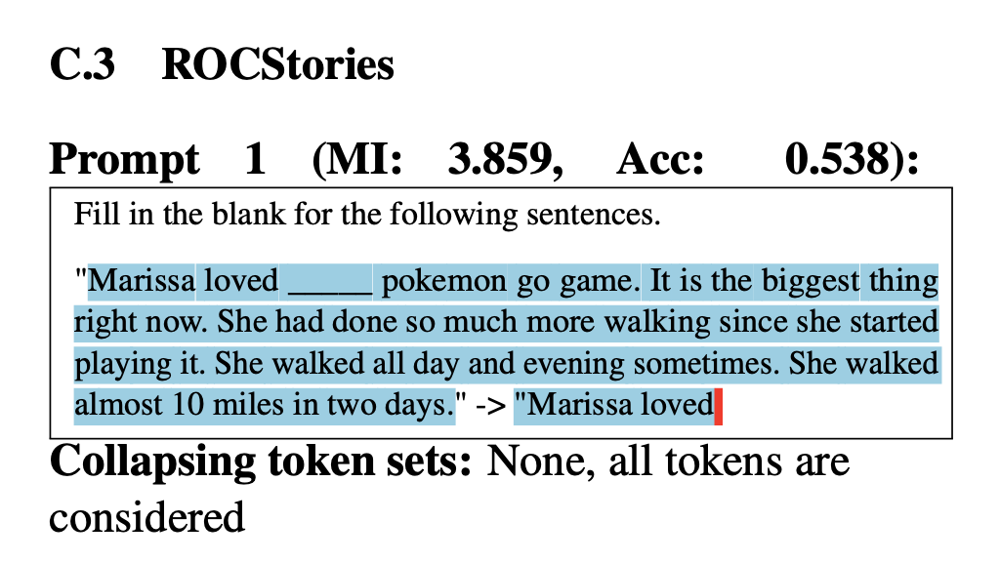 C.3 ROCStories
Prompt 1 (MI: 3.859, Acc: 0.538):
Fill in the blank for the following sentences.
"Marissa loved _____ pokemon go game. It is the biggest thing
right now. She had done so much more walking since she started
playing it. She walked all day and evening sometimes. She walked
almost 10 miles in two days." -> "Marissa loved
Collapsing token sets: None, all tokens are
considered